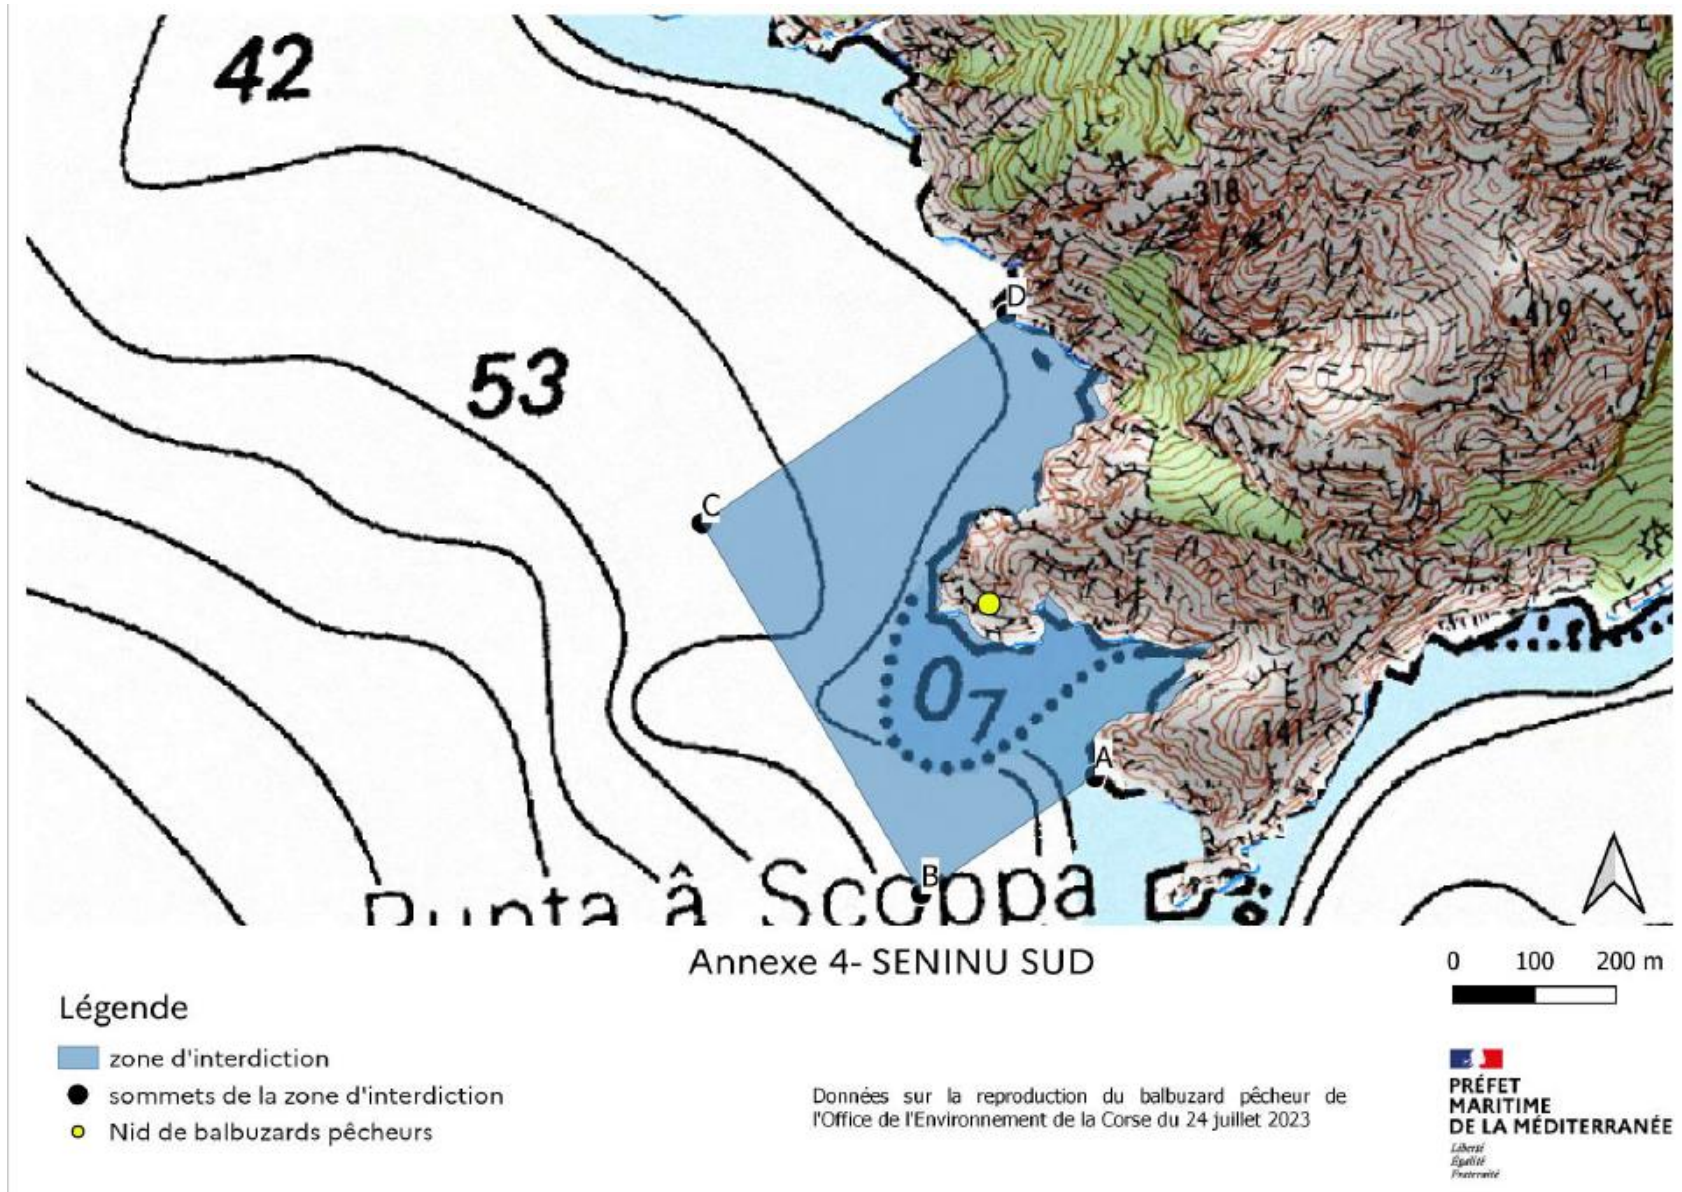 42
318
D
419
53
C
07
141
A
B
Punta â Scoppa
Annexe 4- SENINU SUD
0 100 200 m
Légende
zone d'interdiction
sommets de la zone d'interdiction
Nid de balbuzards pêcheurs
Données sur la reproduction du balbuzard pêcheur de
l'Office de l'Environnement de la Corse du 24 juillet 2023
PRÉFET
MARITIME
DE LA MÉDITERRANÉE
Liberté
Égalité
Fraternité